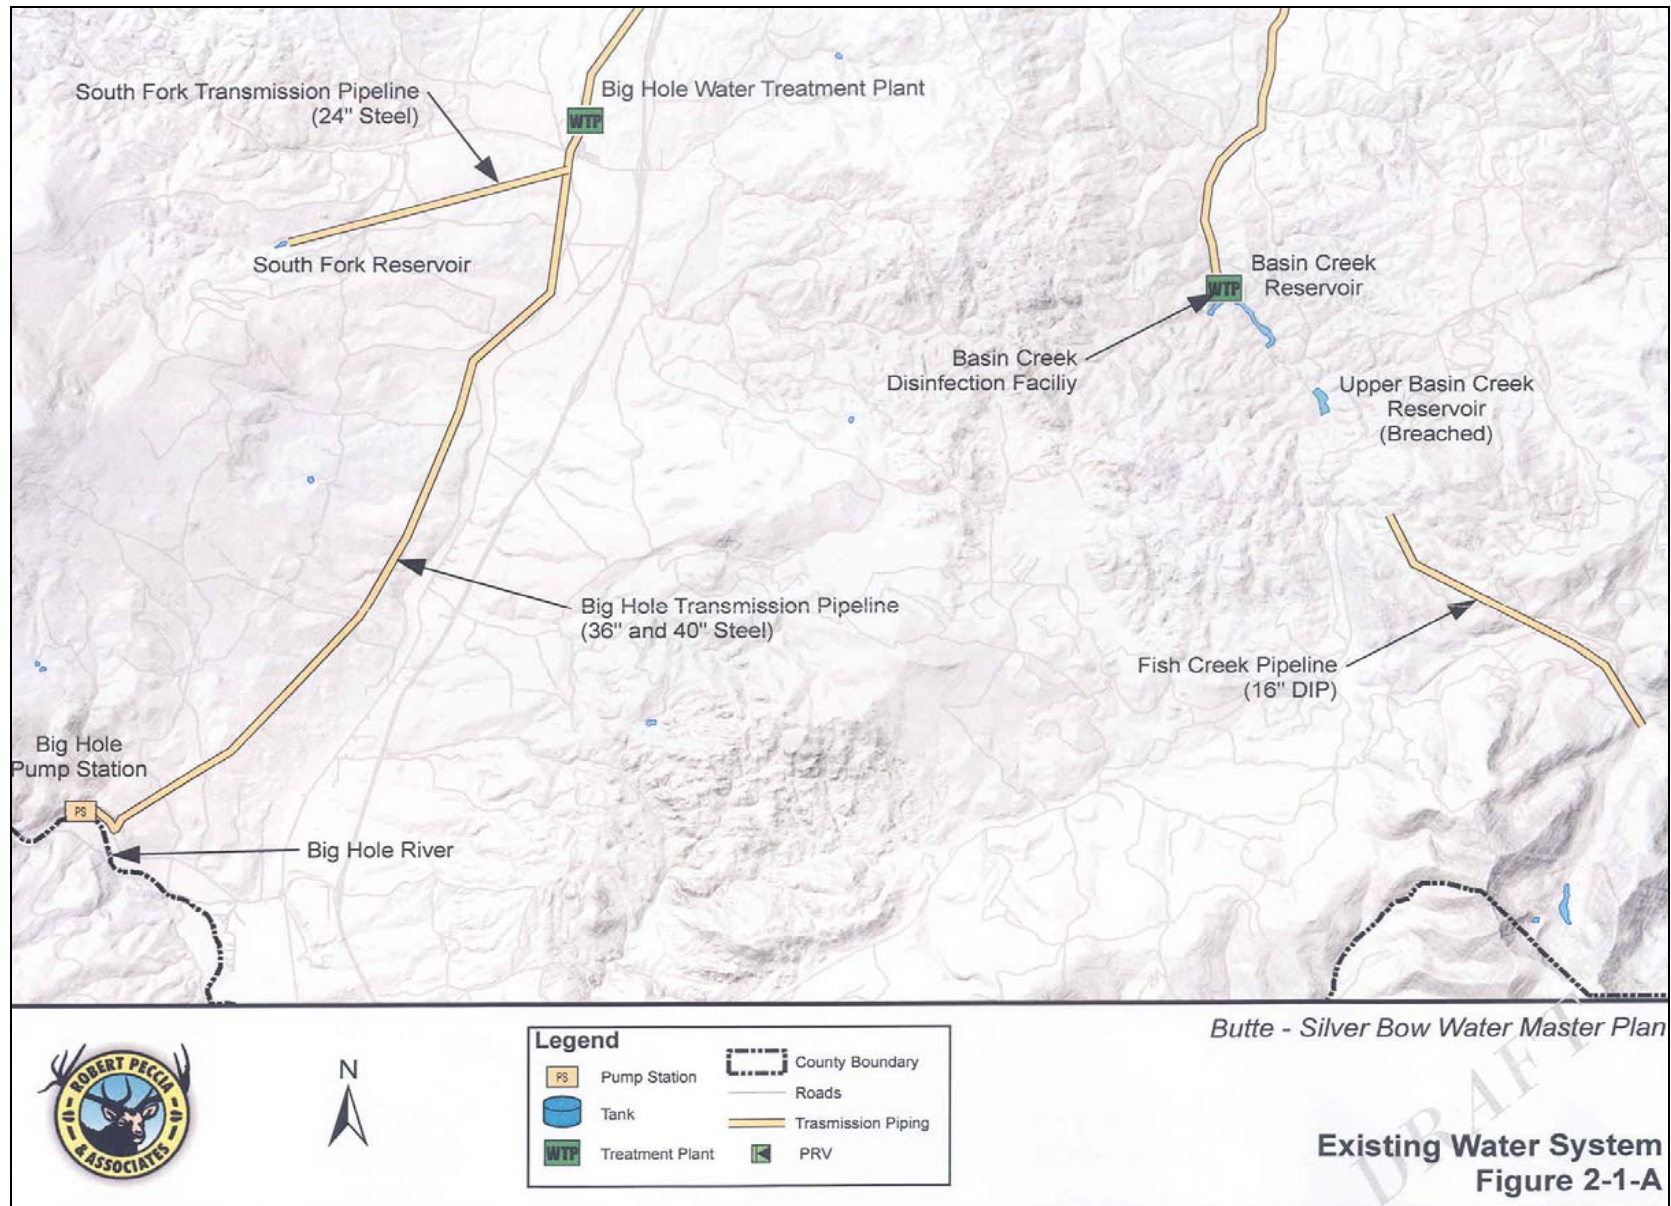 South Fork Transmission Pipeline
(24" Steel)
Big Hole Water Treatment Plant
WTP
South Fork Reservoir
Basin Creek
Reservoir
WTP
Basin Creek
Disinfection Faciliy
Upper Basin Creek
Reservoir
(Breached)
Big Hole Transmission Pipeline
(36" and 40" Steel)
Fish Creek Pipeline
(16" DIP)
Big Hole
Pump Station
PS
Big Hole River
Butte - Silver Bow Water Master Plan
Legend
PS Pump Station
Tank
WTP Treatment Plant
County Boundary
Roads
Trasmission Piping
PRV
N
ROBERT PECCIA
& ASSOCIATES
DRAFT
Existing Water System
Figure 2-1-A